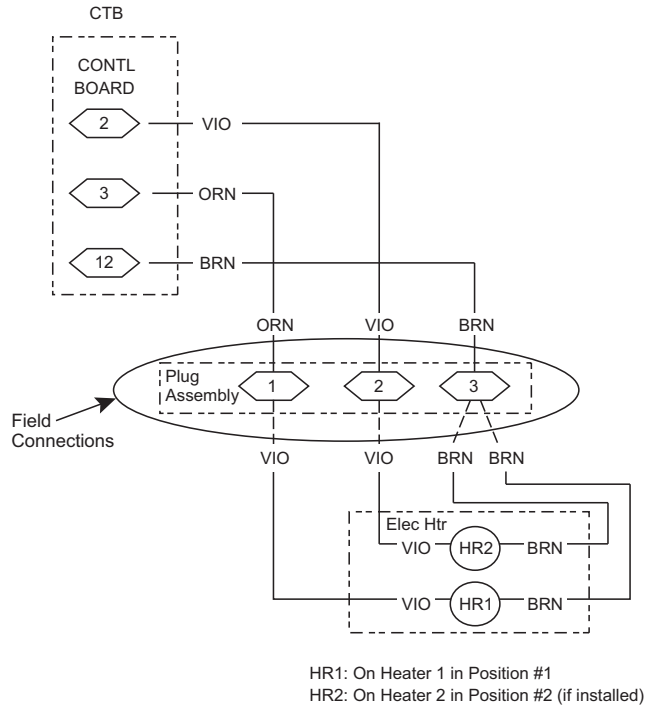 CTB
CONTL
BOARD
2
VIO
3
ORN
12
BRN
ORN
VIO
BRN
Plug
Assembly
1
2
3
Field
Connections
VIO
VIO
BRN
BRN
Elec Htr
VIO
HR2
BRN
VIO
HR1
BRN
HR1: On Heater 1 in Position #1
HR2: On Heater 2 in Position #2 (if installed)